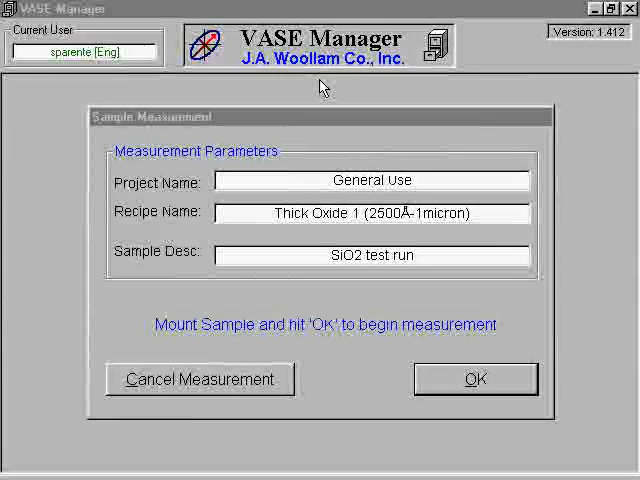 VASE Manager
Current User
sparente [Eng]
VASE Manager
J.A. Woollam Co., Inc.
Version: 1.412
Sample Measurement
Measurement Parameters
Project Name: General Use
Recipe Name: Thick Oxide 1 (2500Å-1micron)
Sample Desc: SiO2 test run
Mount Sample and hit 'OK' to begin measurement
Cancel Measurement
OK